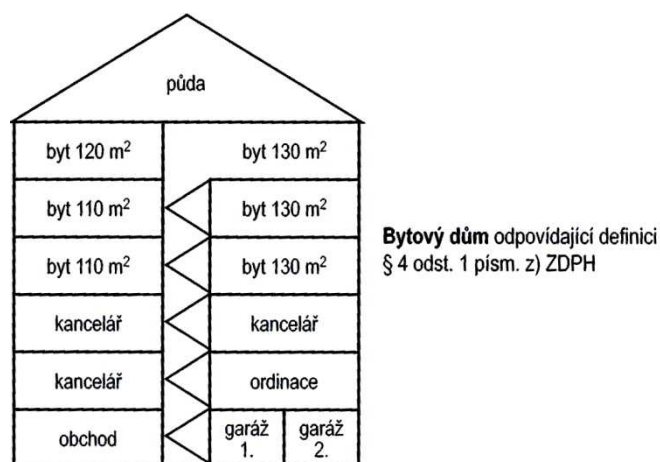 půda
byt 120 m²
byt 130 m²
byt 110 m²
byt 130 m²
byt 110 m²
byt 130 m²
kancelář
kancelář
kancelář
ordinace
obchod
garáž
1.
garáž
2.
Bytový dům odpovídající definici
§ 4 odst. 1 písm. z) ZDPH